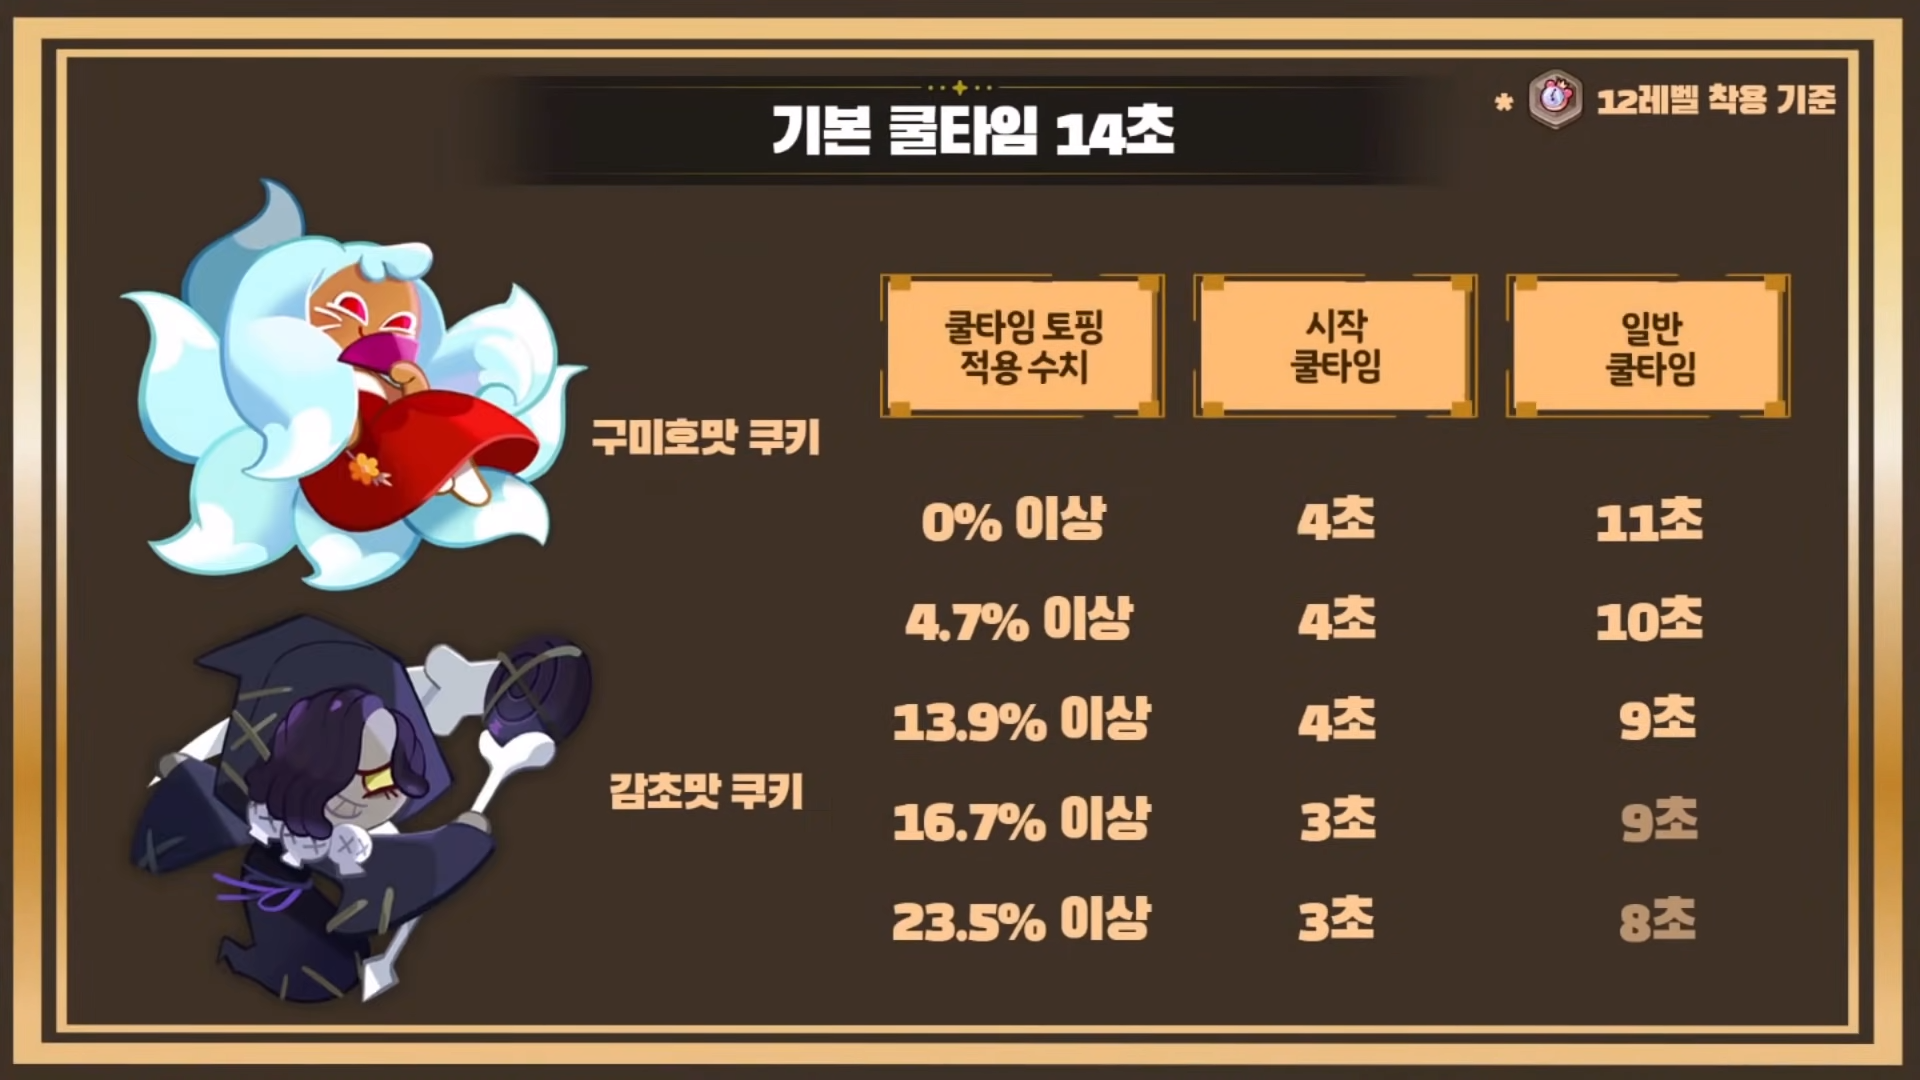 기본 쿨타임 14초
* 12레벨 착용 기준
쿨타임 토핑
적용 수치
시작
쿨타임
일반
쿨타임
구미호맛 쿠키
감초맛 쿠키
0% 이상 4초 11초
4.7% 이상 4초 10초
13.9% 이상 4초 9초
16.7% 이상 3초 9초
23.5% 이상 3초 8초